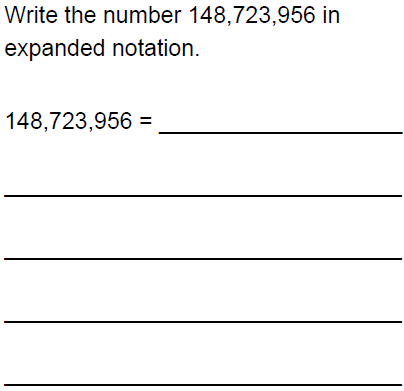 Write the number 148,723,956 in
expanded notation.
148,723,956 =